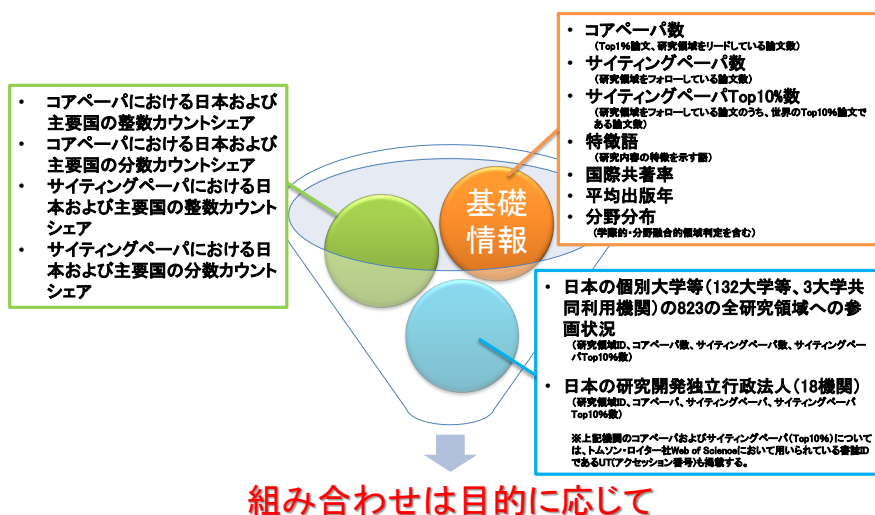 • コアペーパにおける日本および
主要国の整数カウントシェア
• コアペーパにおける日本および
主要国の分数カウントシェア
• サイティングペーパにおける日
本および主要国の整数カウント
シェア
• サイティングペーパにおける日
本および主要国の分数カウント
シェア
基礎
情報
• コアペーパ数
(Top1%論文、研究領域をリードしている論文数)
• サイティングペーパ数
(研究領域をフォローしている論文数)
• サイティングペーパTop10%数
(研究領域をフォローしている論文のうち、世界のTop10%論文で
ある論文数)
• 特徴語
(研究内容の特徴を示す語)
• 国際共著率
• 平均出版年
• 分野分布
(学際的・分野融合的領域判定を含む)
• 日本の個別大学等(132大学等、3大学共
同利用機関)の823の全研究領域への参
画状況
(研究領域ID、コアペーパ数、サイティングペーパ数、サイティングペー
パTop10%数)
• 日本の研究開発独立行政法人(18機関)
(研究領域ID、コアペーパ、サイティングペーパ、サイティングペーパ
Top10%数)
※上記機関のコアペーパおよびサイティングペーパ(Top10%)について
は、トムソン・ロイター社Web of Scienceにおいて用いられている書誌ID
であるUT(アクセッション番号)も掲載する。
組み合わせは目的に応じて